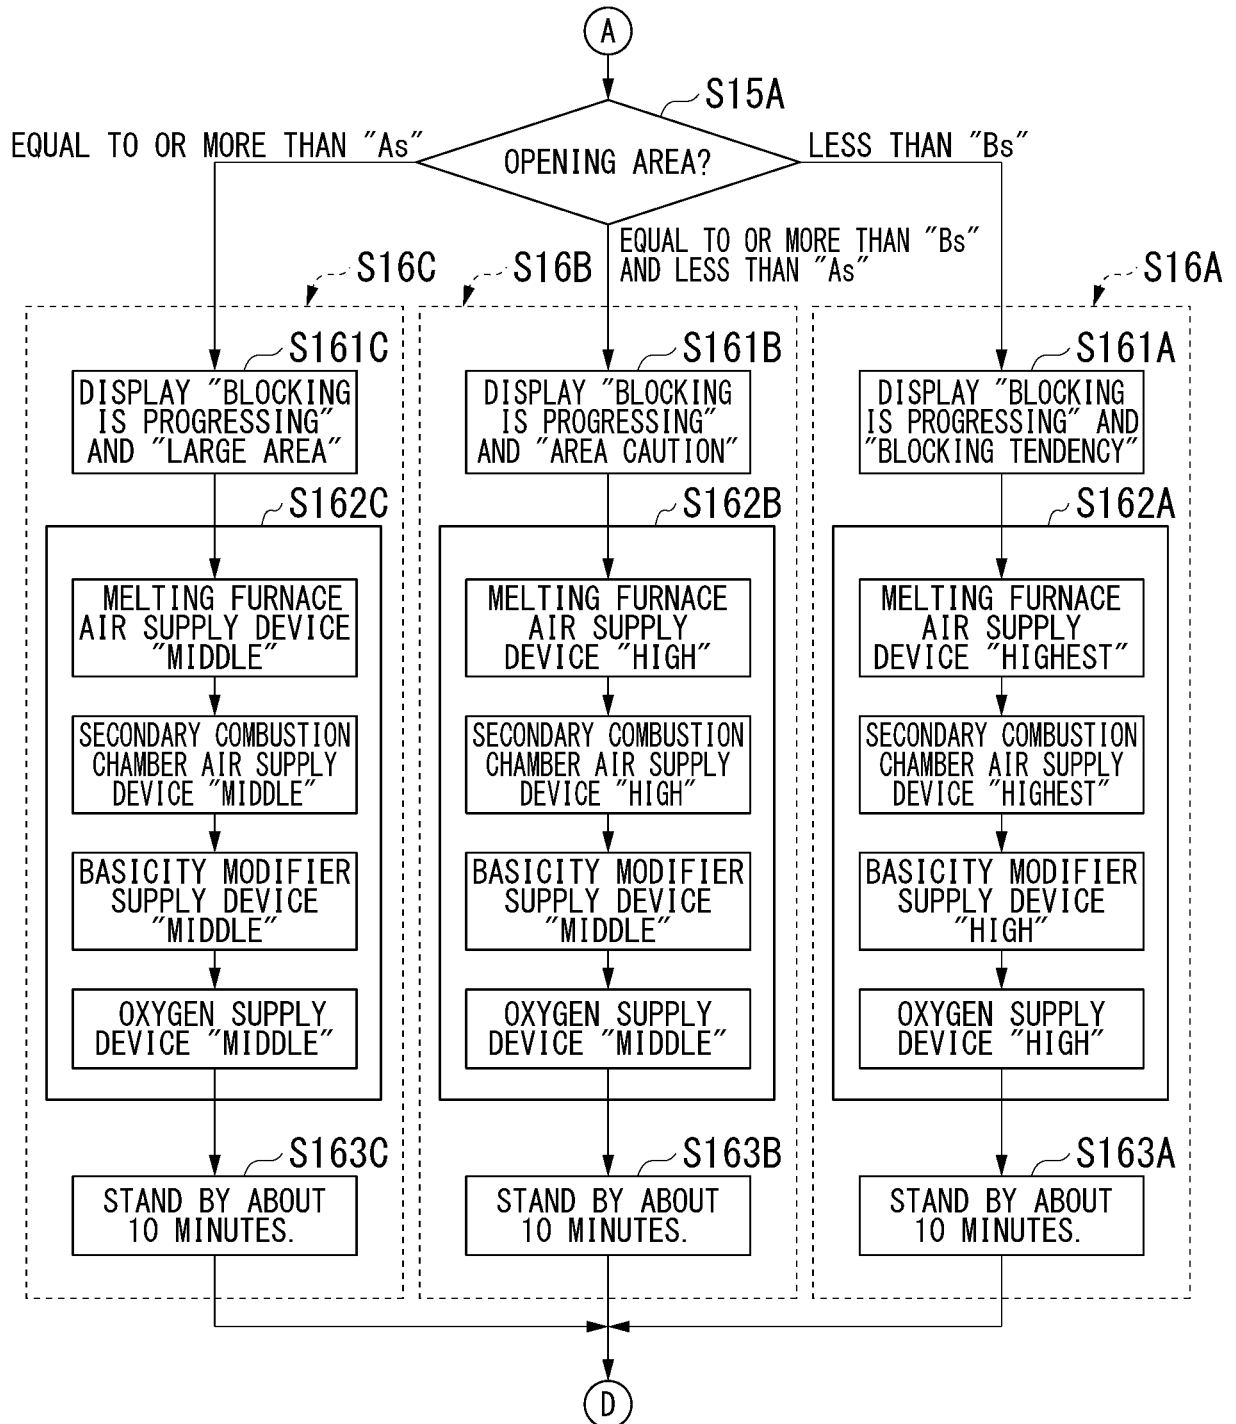 A
S15A
EQUAL TO OR MORE THAN "As"
OPENING AREA?
LESS THAN "Bs"
EQUAL TO OR MORE THAN "Bs"
AND LESS THAN "As"
S16C
S16B
S16A
S161C
DISPLAY "BLOCKING
IS PROGRESSING"
AND "LARGE AREA"
S162C
MELTING FURNACE
AIR SUPPLY DEVICE
"MIDDLE"
SECONDARY COMBUSTION
CHAMBER AIR SUPPLY
DEVICE "MIDDLE"
BASICITY MODIFIER
SUPPLY DEVICE
"MIDDLE"
OXYGEN SUPPLY
DEVICE "MIDDLE"
S163C
STAND BY ABOUT
10 MINUTES.
S161B
DISPLAY "BLOCKING
IS PROGRESSING"
AND "AREA CAUTION"
S162B
MELTING FURNACE
AIR SUPPLY
DEVICE "HIGH"
SECONDARY COMBUSTION
CHAMBER AIR SUPPLY
DEVICE "HIGH"
BASICITY MODIFIER
SUPPLY DEVICE
"MIDDLE"
OXYGEN SUPPLY
DEVICE "MIDDLE"
S163B
STAND BY ABOUT
10 MINUTES.
S161A
DISPLAY "BLOCKING
IS PROGRESSING" AND
"BLOCKING TENDENCY"
S162A
MELTING FURNACE
AIR SUPPLY
DEVICE "HIGHEST"
SECONDARY COMBUSTION
CHAMBER AIR SUPPLY
DEVICE "HIGHEST"
BASICITY MODIFIER
SUPPLY DEVICE
"HIGH"
OXYGEN SUPPLY
DEVICE "HIGH"
S163A
STAND BY ABOUT
10 MINUTES.
D